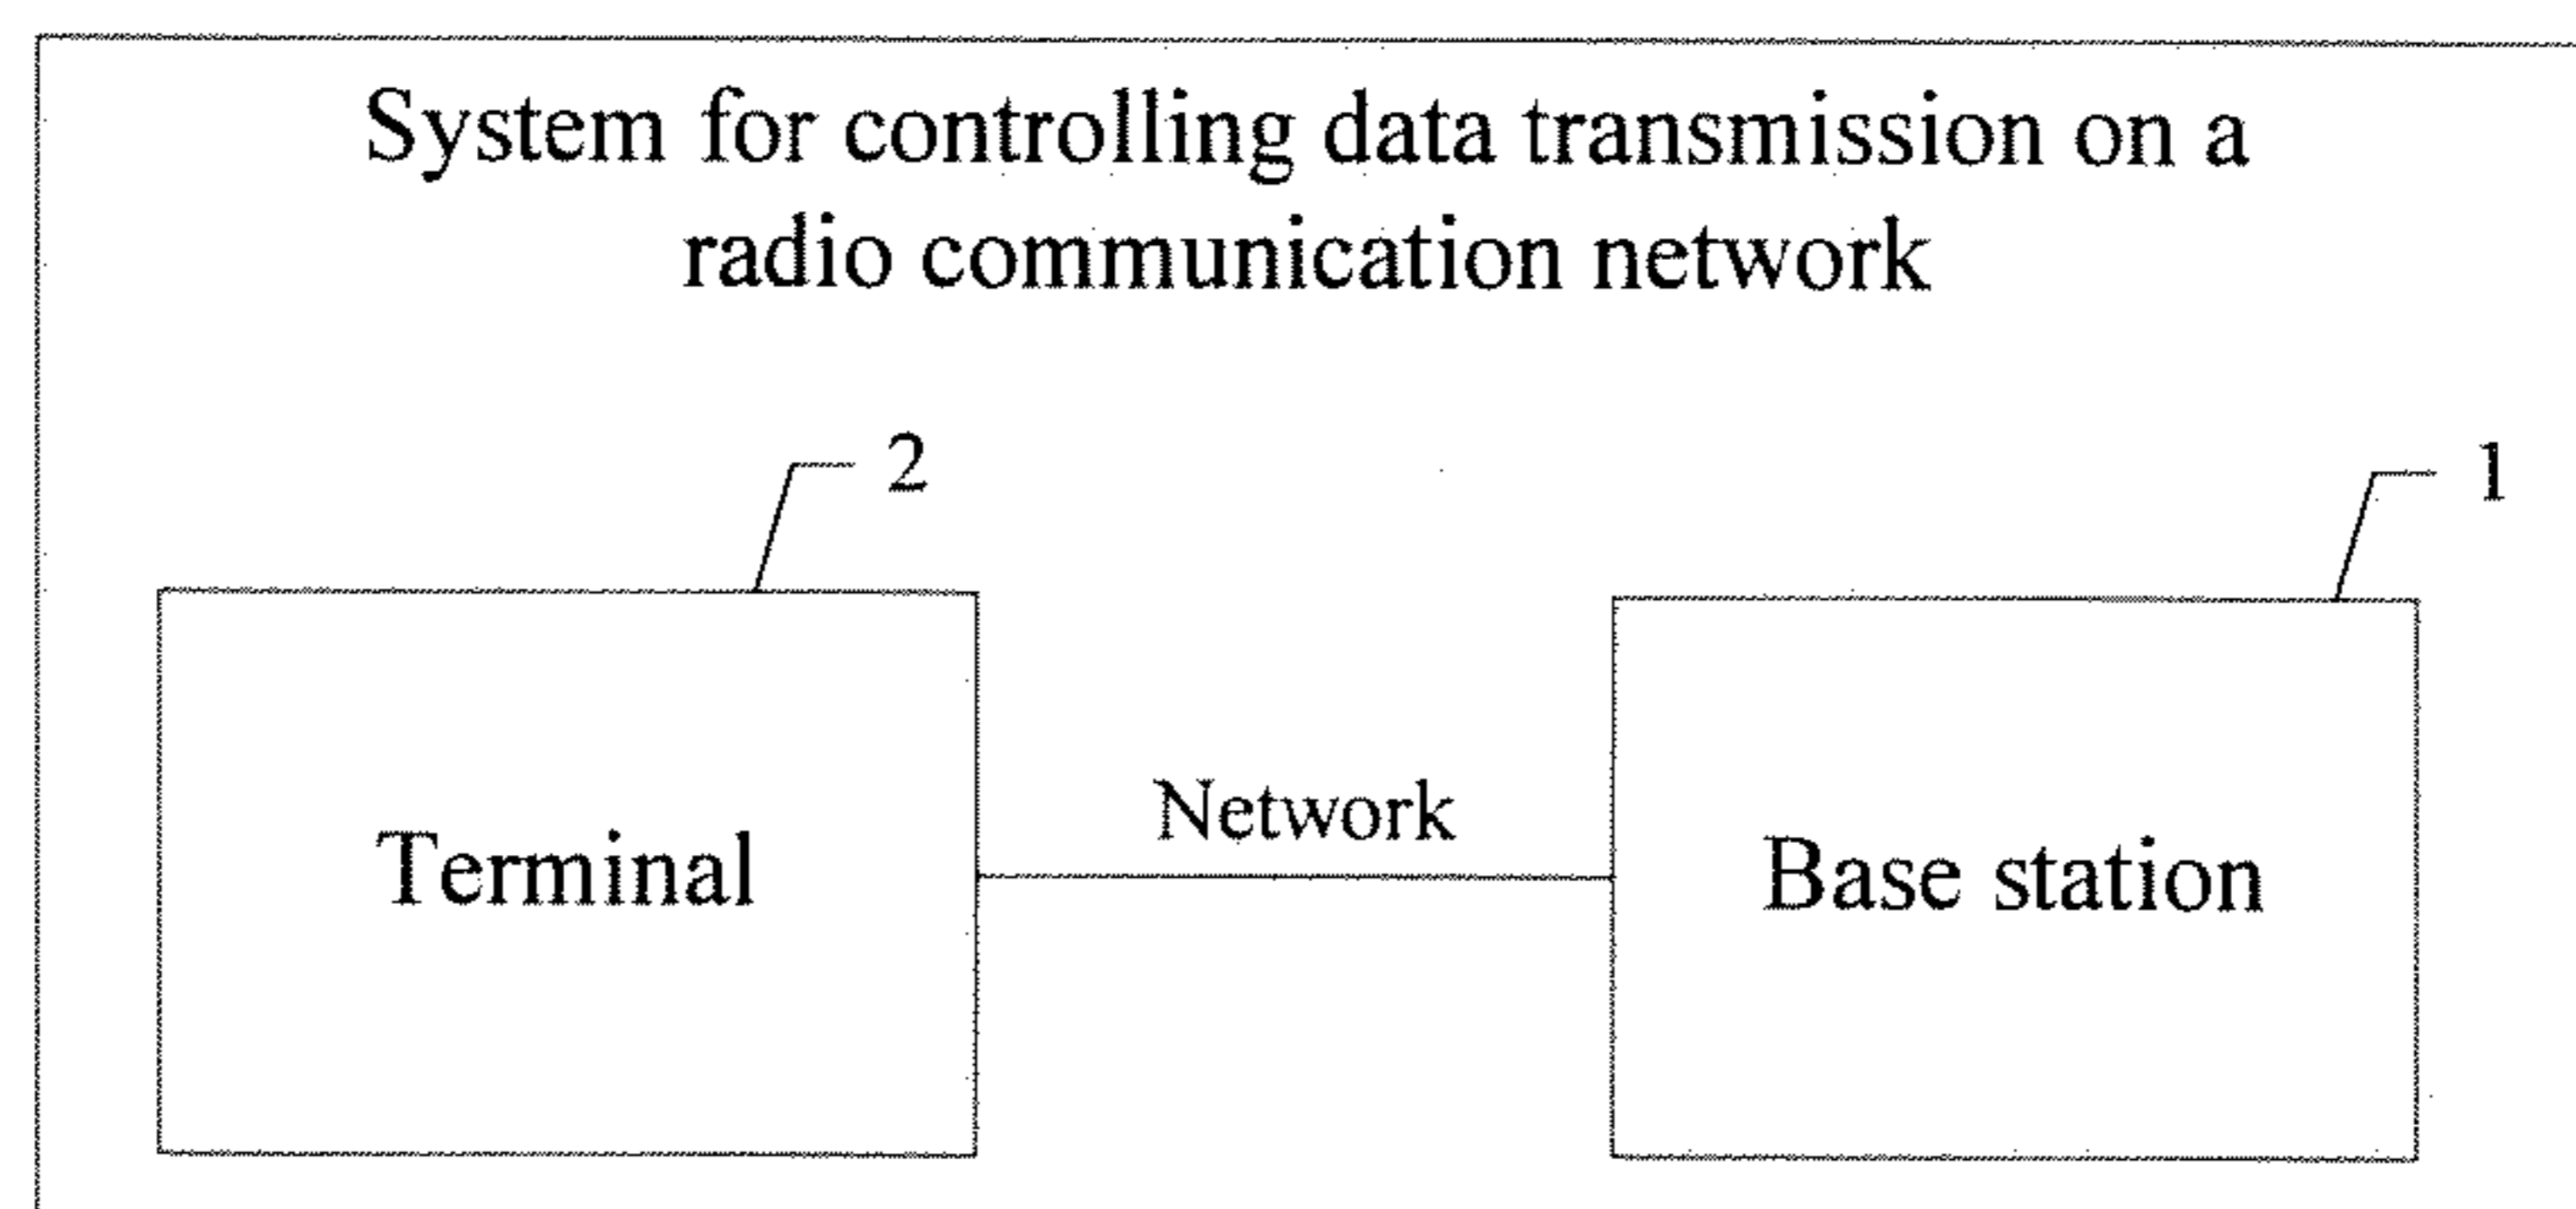 System for controlling data transmission on a
radio communication network
2
1
Terminal
Network
Base station